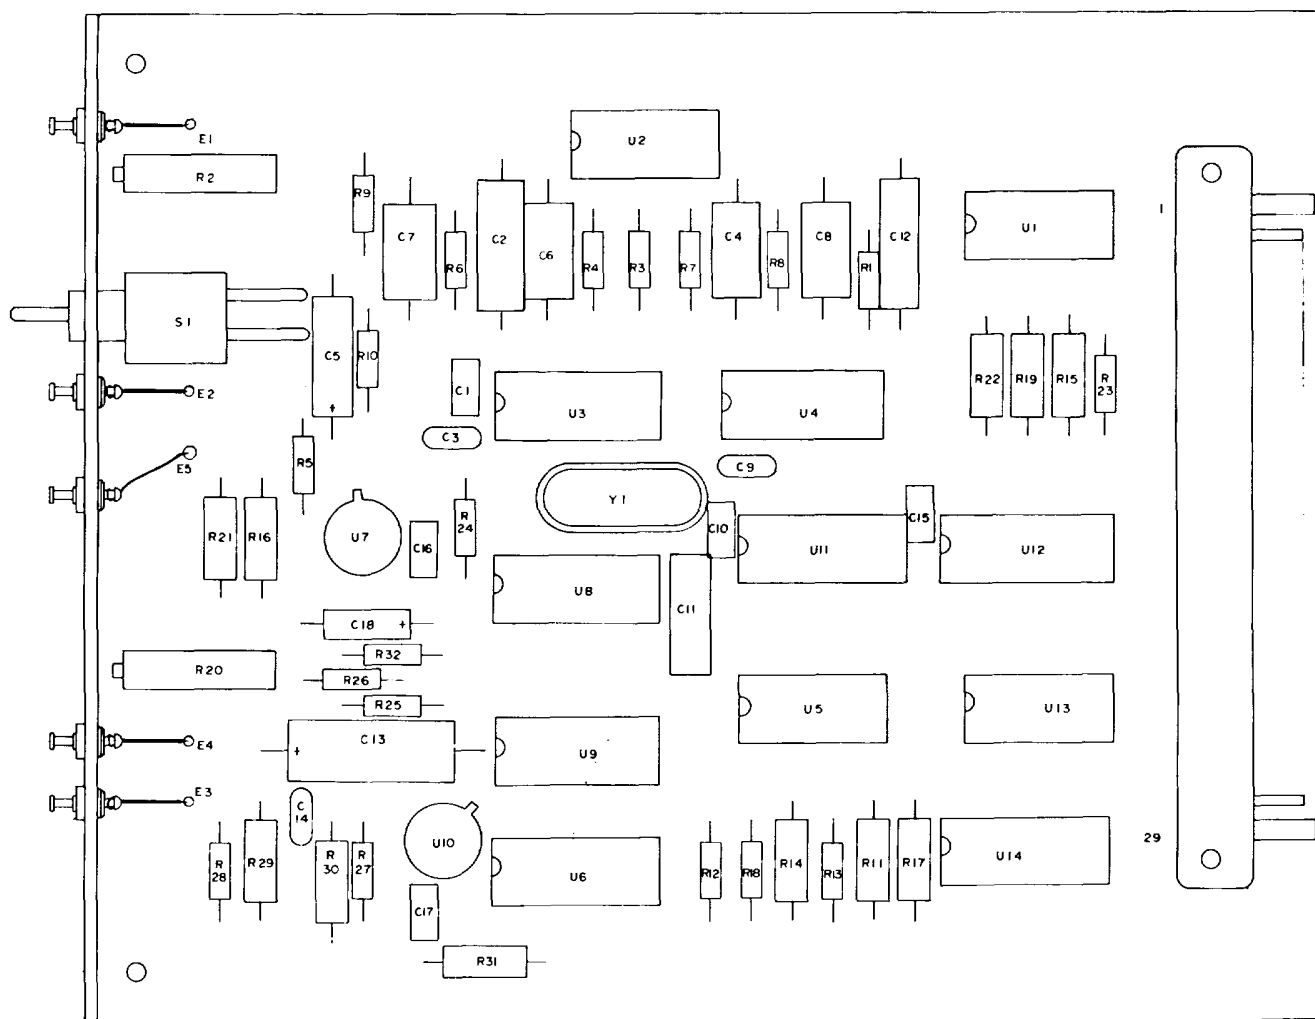 E1
R2
U2
R9
C7
R6
C2
C6
R4
R3
R7
C4
R8
C8
R1
C12
U1
1
S1
C5
R10
C1
U3
U4
R22
R19
R15
R
23
E2
C3
C9
E5
R5
R21
R16
U7
C16
R
24
Y1
C10
U11
C15
U12
U8
C11
C18
+
+
R32
R26
R20
R25
C13
+
U9
U5
U13
E4
E3
C
14
R
28
R29
R
30
R
27
U10
C17
U6
R12
R18
R14
R13
R11
R17
U14
29
R31